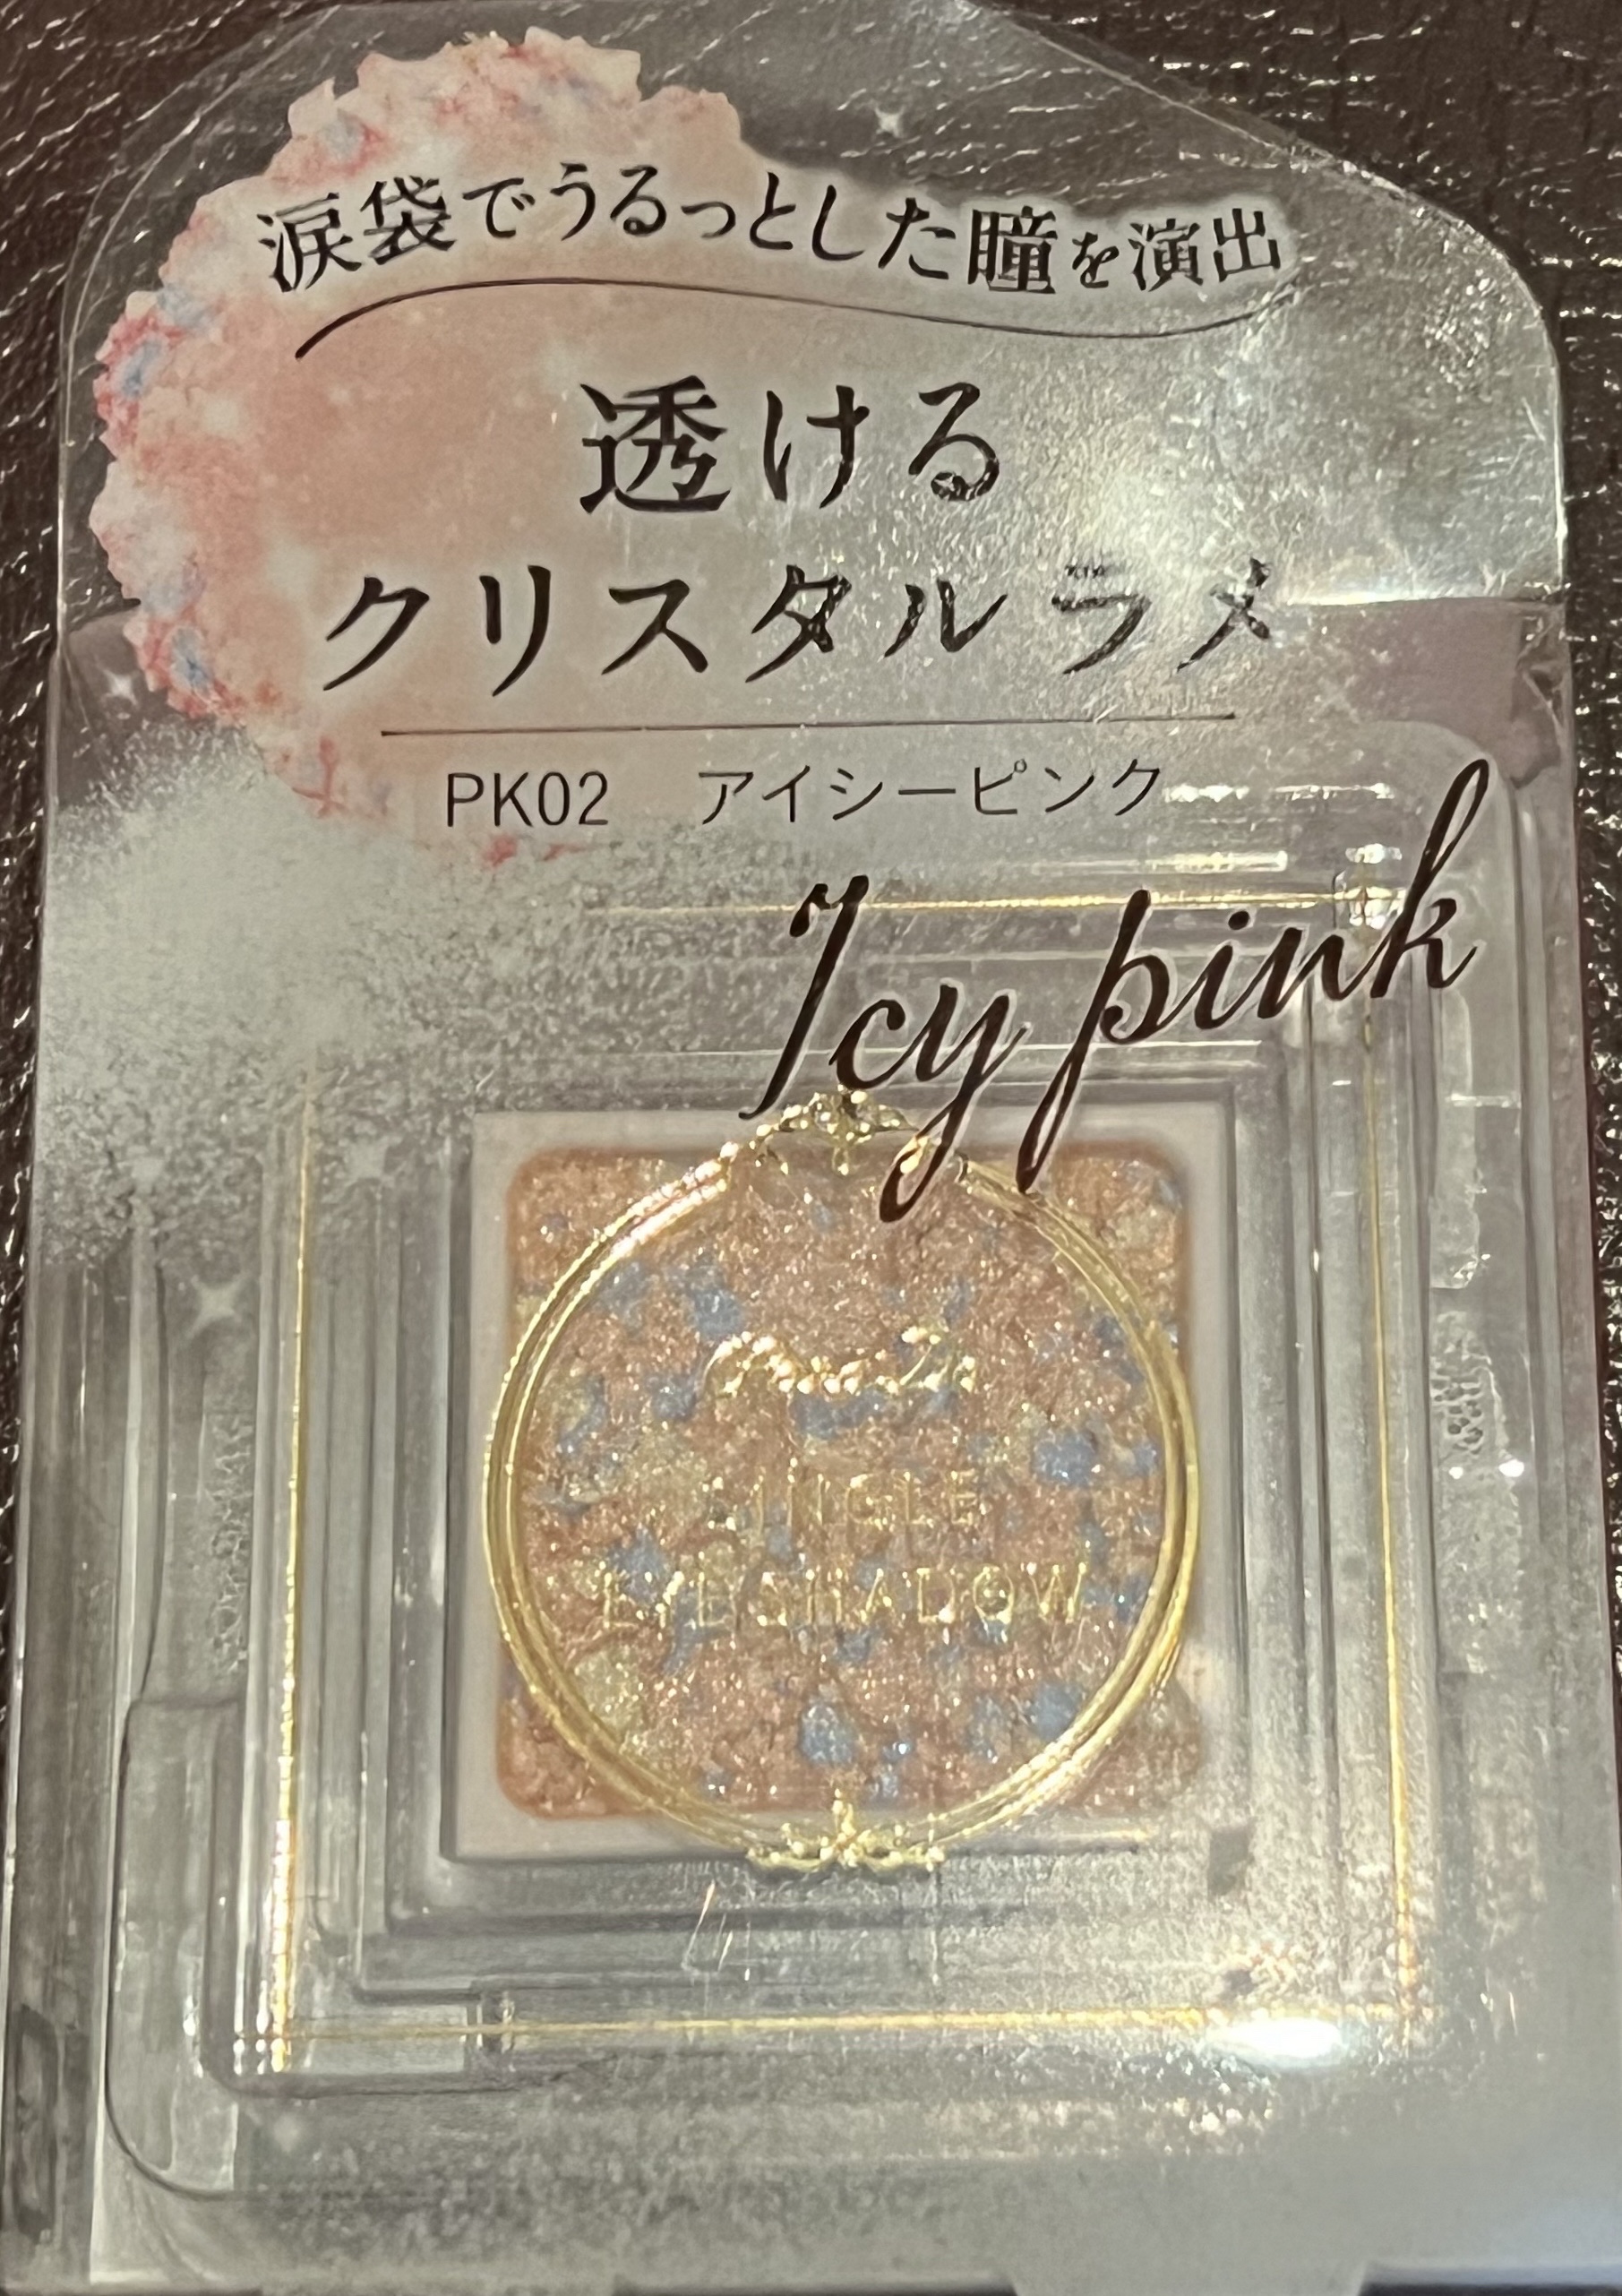 涙袋でうるっとした瞳を演出
透ける
クリスタルラメ
PK02 アイシーピンク
Icy pink
SINGLE
EYESHADOW